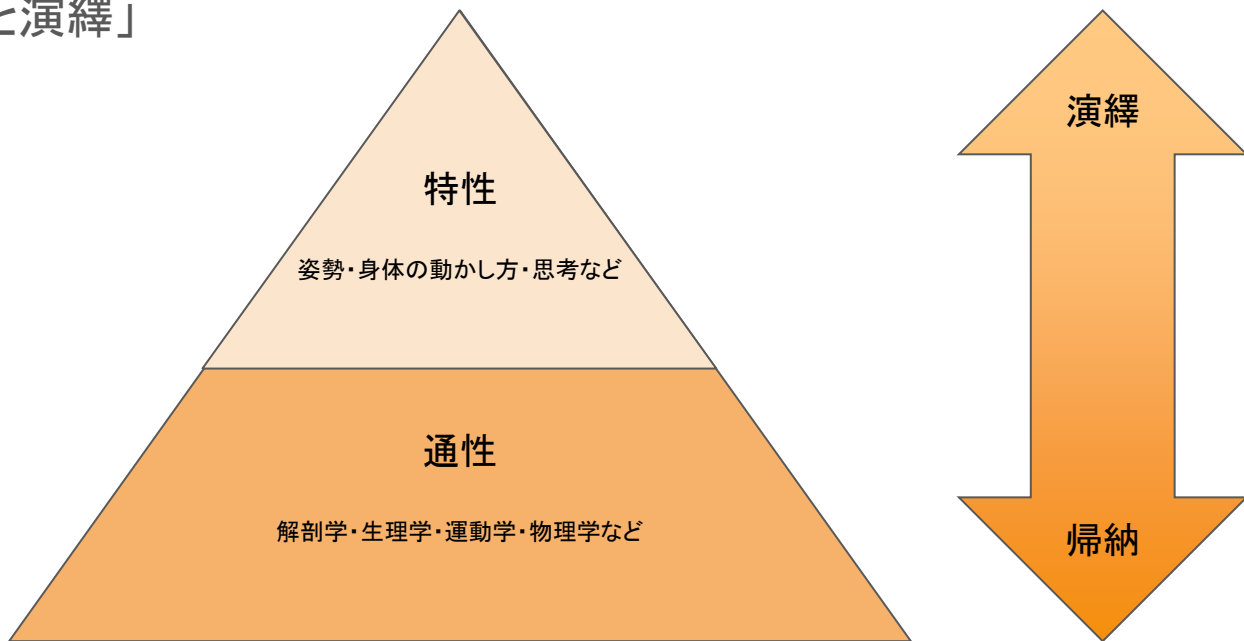 と演繹」
演繹
特性
姿勢・身体の動かし方・思考など
通性
解剖学・生理学・運動学・物理学など
帰納